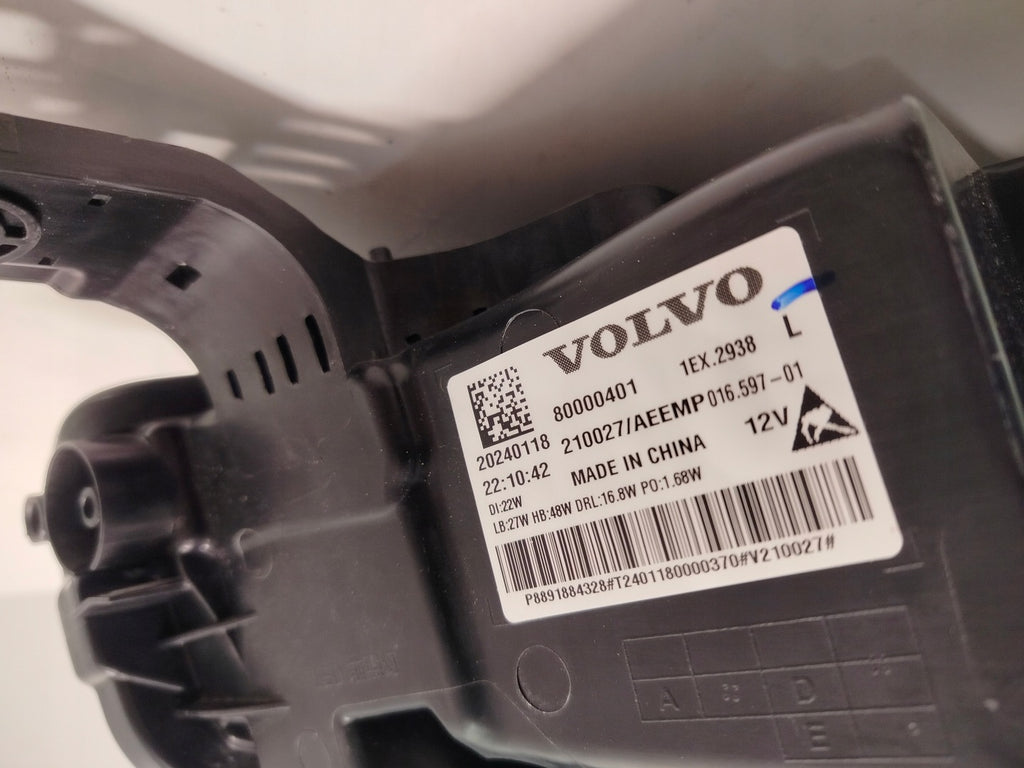 VOLVO
L
80000401 1EX.2938
20240118 210027/AEEMP 016.597-01
22:10:42 MADE IN CHINA 12V
DI:22W
LB:27W HB:48W DRL:16.8W PO:1.68W
P8891884328#T2401180000370#V210027#
A D
E